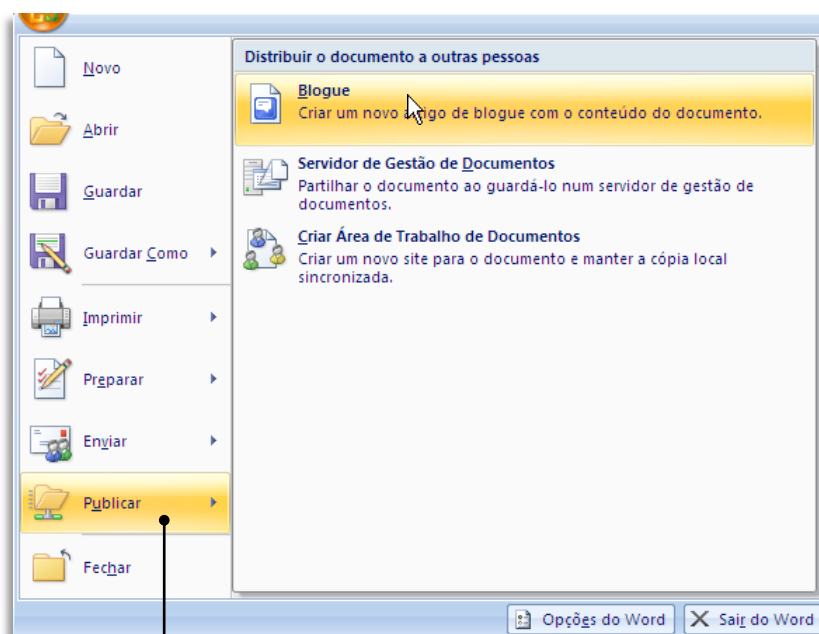 Novo
Abrir
Guardar
Guardar Como
Imprimir
Preparar
Enviar
Publicar
Fechar
Distribuir o documento a outras pessoas
Blogue
Criar um novo artigo de blogue com o conteúdo do documento.
Servidor de Gestão de Documentos
Partilhar o documento ao guardá-lo num servidor de gestão de
documentos.
Criar Área de Trabalho de Documentos
Criar um novo site para o documento e manter a cópia local
sincronizada.
Opções do Word
Sair do Word